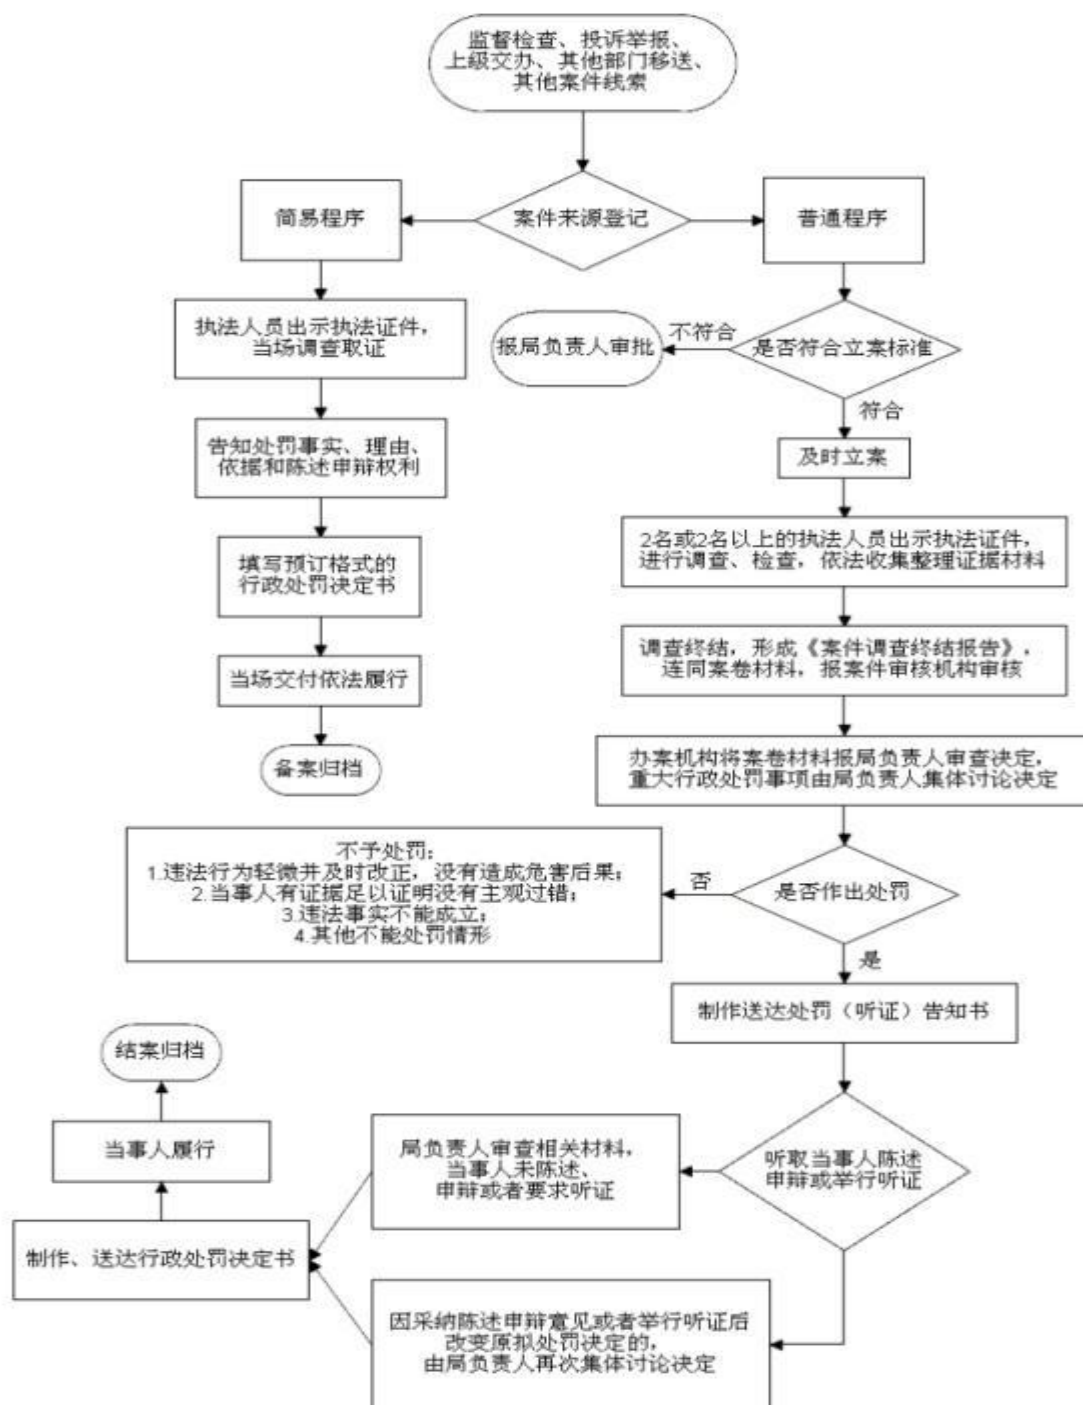 监督检查、投诉举报、
上级交办、其他部门移送、
其他案件线索
简易程序
案件来源登记
普通程序
执法人员出示执法证件，
当场调查取证
报局负责人审批
不符合
是否符合立案标准
符合
告知处罚事实、理由、
依据和陈述申辩权利
及时立案
填写预订格式的
行政处罚决定书
2名或2名以上的执法人员出示执法证件，
进行调查、检查，依法收集整理证据材料
当场交付依法履行
调查终结，形成《案件调查终结报告》，
连同案卷材料，报案件审核机构审核
备案归档
办案机构将案卷材料报局负责人审查决定，
重大行政处罚事项由局负责人集体讨论决定
不予处罚：
1.违法行为轻微并及时改正，没有造成危害后果；
2.当事人有证据足以证明没有主观过错；
3.违法事实不能成立；
4.其他不能处罚情形
否
是否作出处罚
是
制作送达处罚（听证）告知书
结案归档
当事人履行
局负责人审查相关材料，
当事人未陈述、
申辩或者要求听证
听取当事人陈述
申辩或举行听证
制作、送达行政处罚决定书
因采纳陈述申辩意见或者举行听证后
改变原拟处罚决定的，
由局负责人再次集体讨论决定